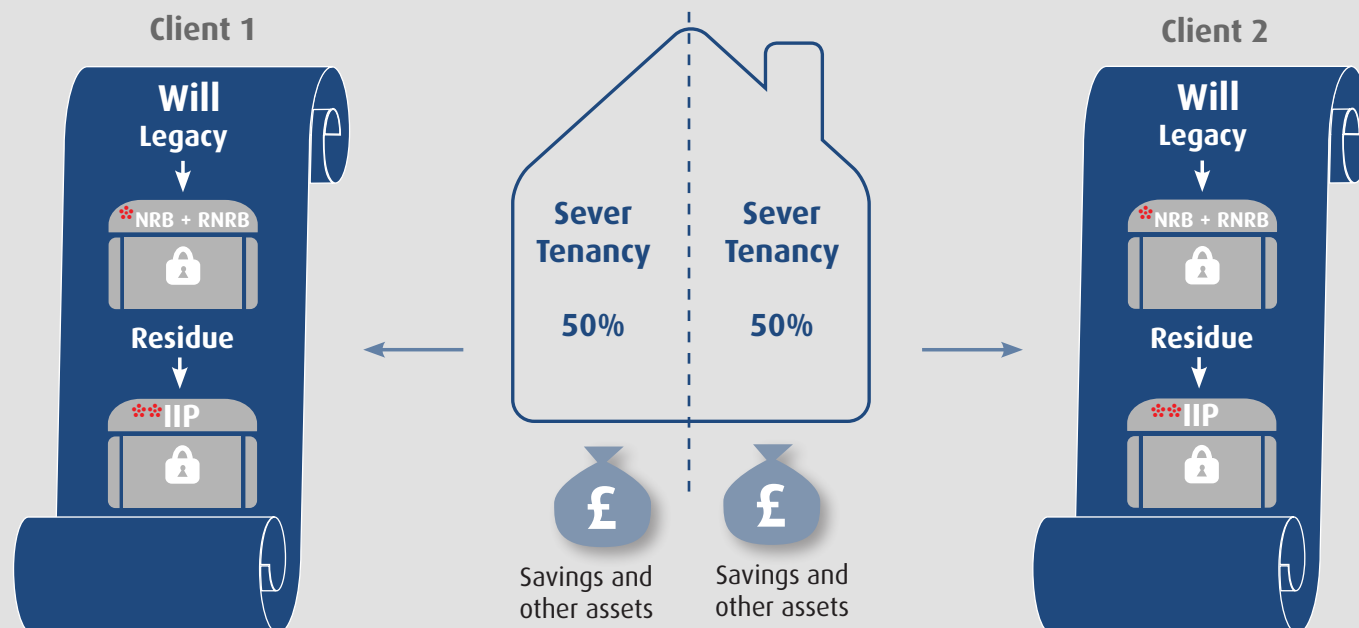 Client 1
Will
Legacy
*NRB + RNRB
Residue
**IIP
Sever
Tenancy
50%
Sever
Tenancy
50%
£
Savings and
other assets
£
Savings and
other assets
Client 2
Will
Legacy
*NRB + RNRB
Residue
**IIP